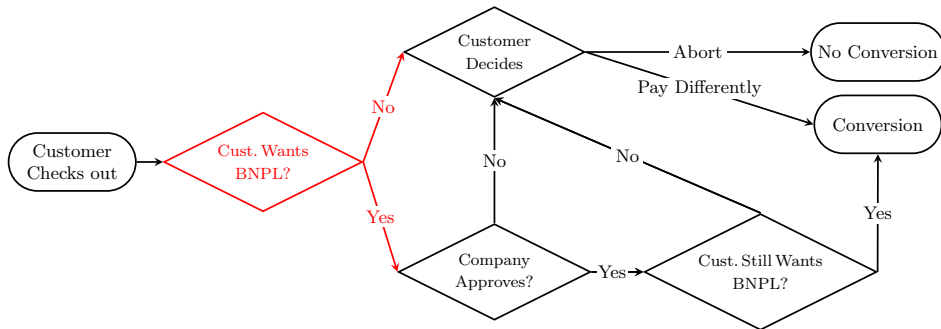 Customer
Decides
Abort
No Conversion
Pay Differently
Conversion
No
Customer
Checks out
Cust. Wants
BNPL?
No
No
Yes
Yes
Company
Approves?
Yes
Cust. Still Wants
BNPL?